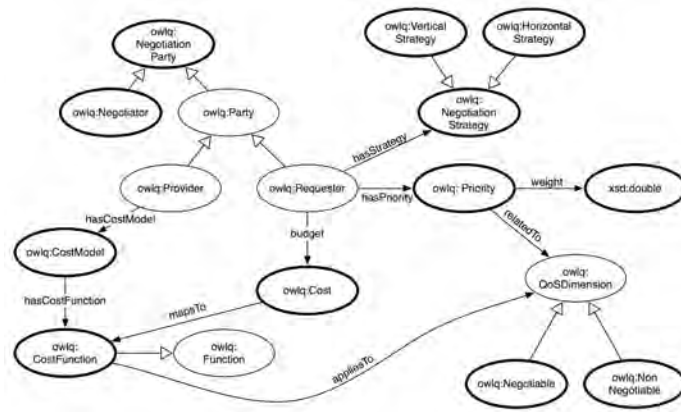 owlq:
Negotiation
Party
owlq:Vertical
Strategy
owlq:Horizontal
Strategy
owlq:Negotiator
owlq:Party
owlq:
Negotiation
Strategy
hasStrategy
owlq:Provider
owlq:Requester
hasPriority
owlq: Priority
weight
xsd:double
hasCostModel
budget
relatedTo
owlq:CostModel
owlq:
QoSDimension
hasCostFunction
owlq:Cost
mapsTo
owlq:
CostFunction
owlq:
Function
appliesTo
owlq:Negotiable
owlq:Non
Negotiable